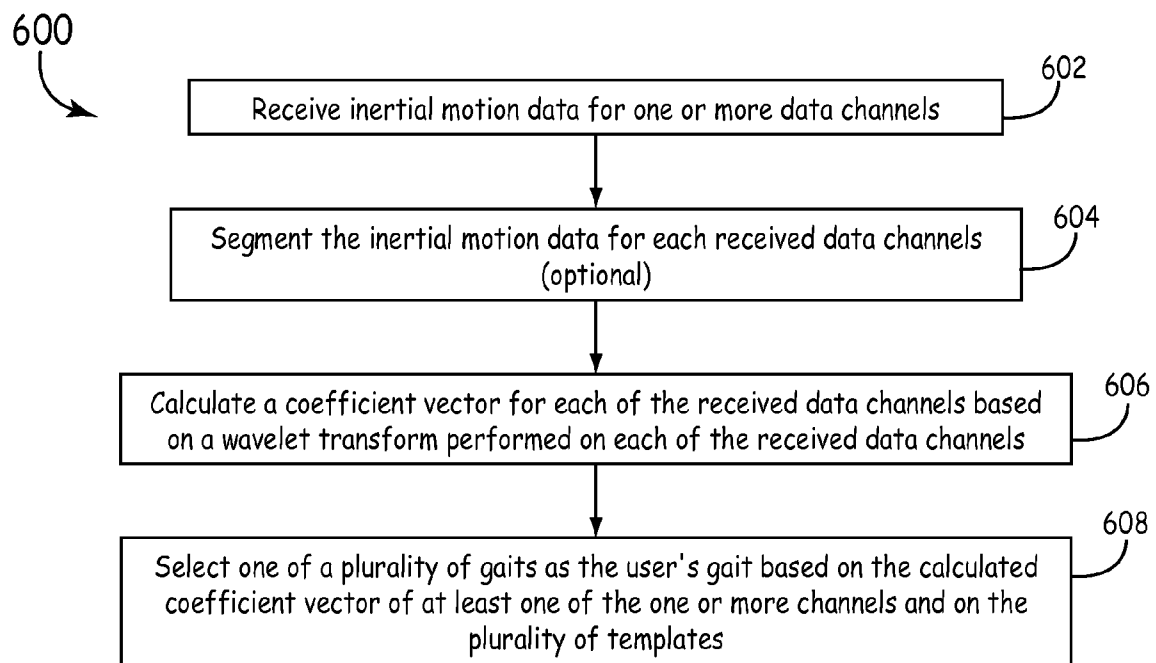 600
602
Receive inertial motion data for one or more data channels
604
Segment the inertial motion data for each received data channels
(optional)
606
Calculate a coefficient vector for each of the received data channels based
on a wavelet transform performed on each of the received data channels
608
Select one of a plurality of gaits as the user's gait based on the calculated
coefficient vector of at least one of the one or more channels and on the
plurality of templates